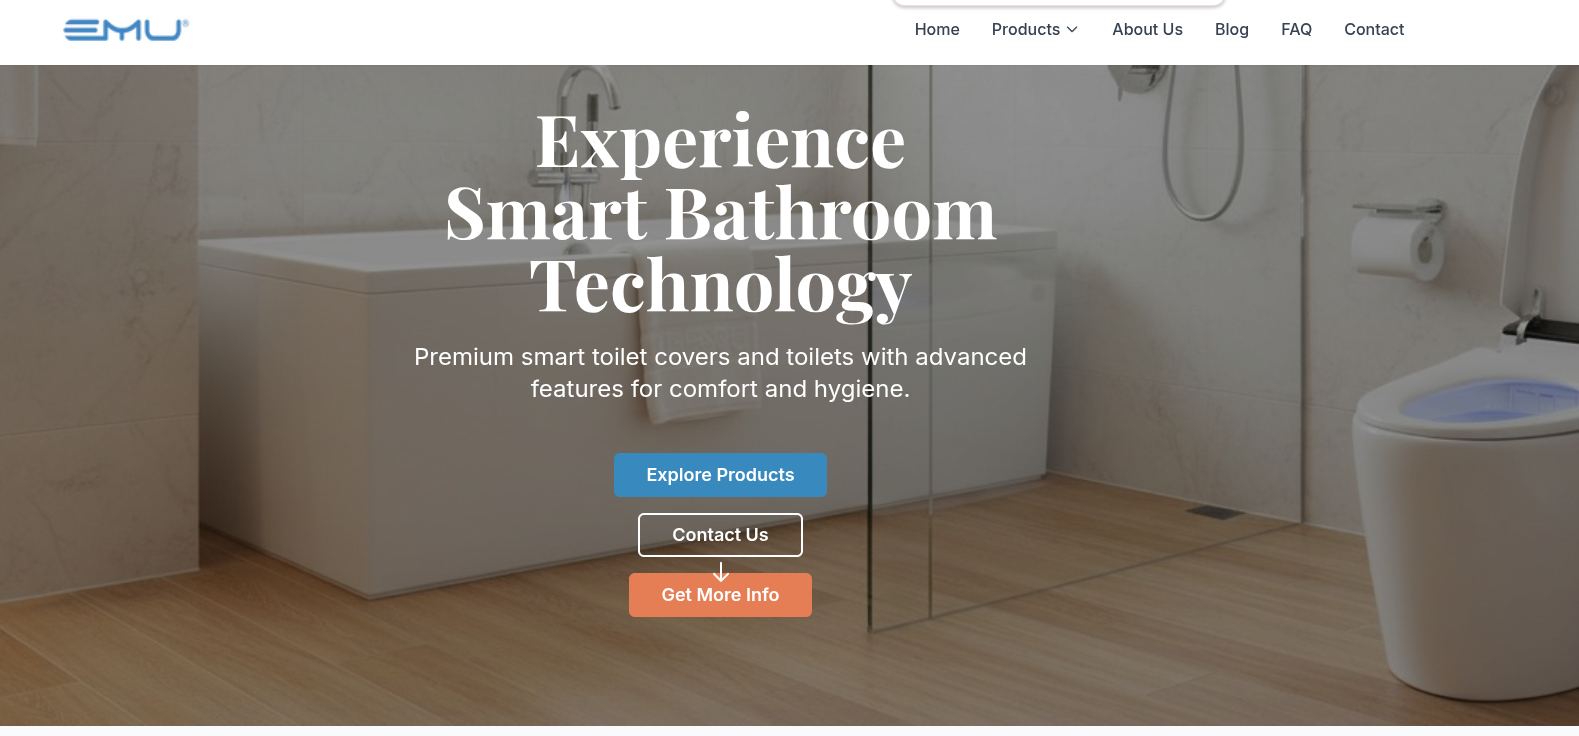 EMU®
Home Products About Us Blog FAQ Contact
Experience
Smart Bathroom
Technology
Premium smart toilet covers and toilets with advanced
features for comfort and hygiene.
Explore Products
Contact Us
Get More Info